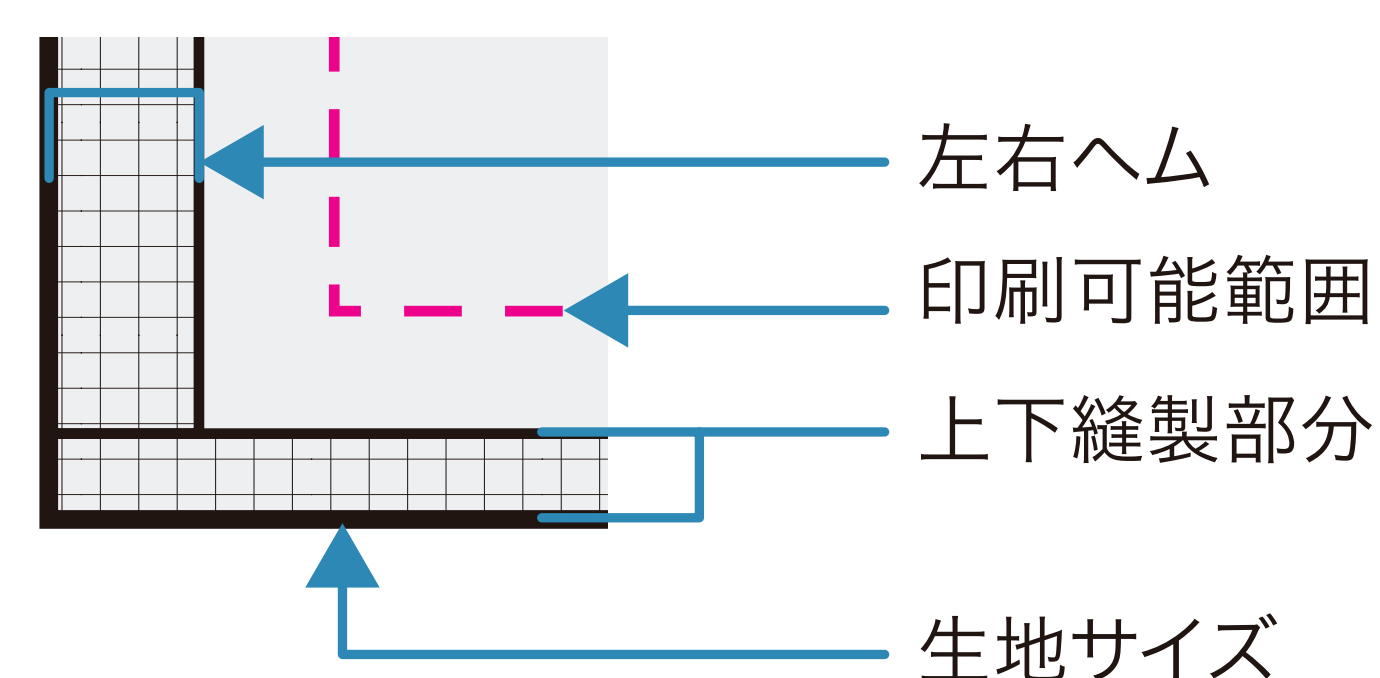 左右ヘム
印刷可能範囲
上下縫製部分
生地サイズ